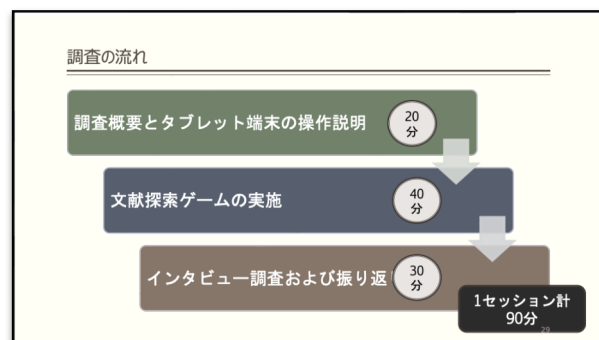 調査の流れ
調査概要とタブレット端末の操作説明
20
分
文献探索ゲームの実施
40
分
インタビュー調査および振り返
30
分
1セッション計
90分
29